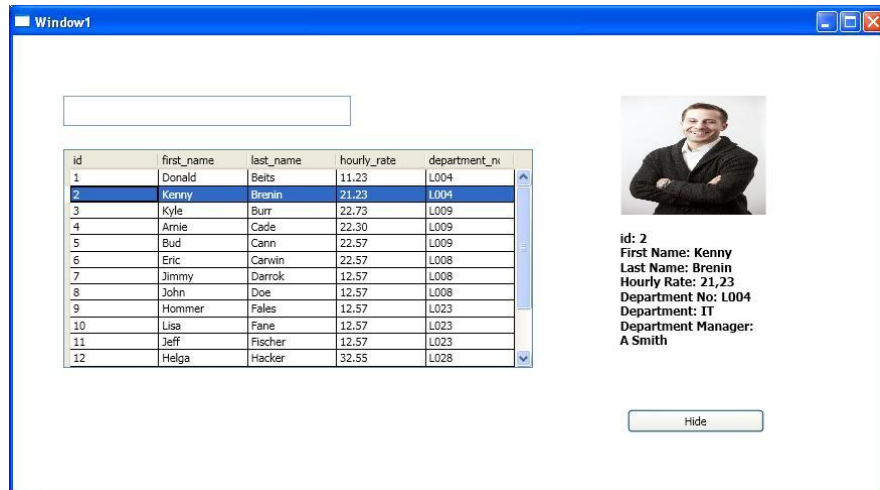 Window1
id first_name last_name hourly_rate department_no
1 Donald Beits 11.23 L004
2 Kenny Brenin 21.23 L004
3 Kyle Burr 22.73 L009
4 Arnie Cade 22.30 L009
5 Bud Cann 22.57 L009
6 Eric Carwin 22.57 L008
7 Jimmy Darrok 12.57 L008
8 John Doe 12.57 L008
9 Hommer Fales 12.57 L023
10 Lisa Fane 12.57 L023
11 Jeff Fischer 12.57 L023
12 Helga Hacker 32.55 L028
id: 2
First Name: Kenny
Last Name: Brenin
Hourly Rate: 21,23
Department No: L004
Department: IT
Department Manager:
A Smith
Hide